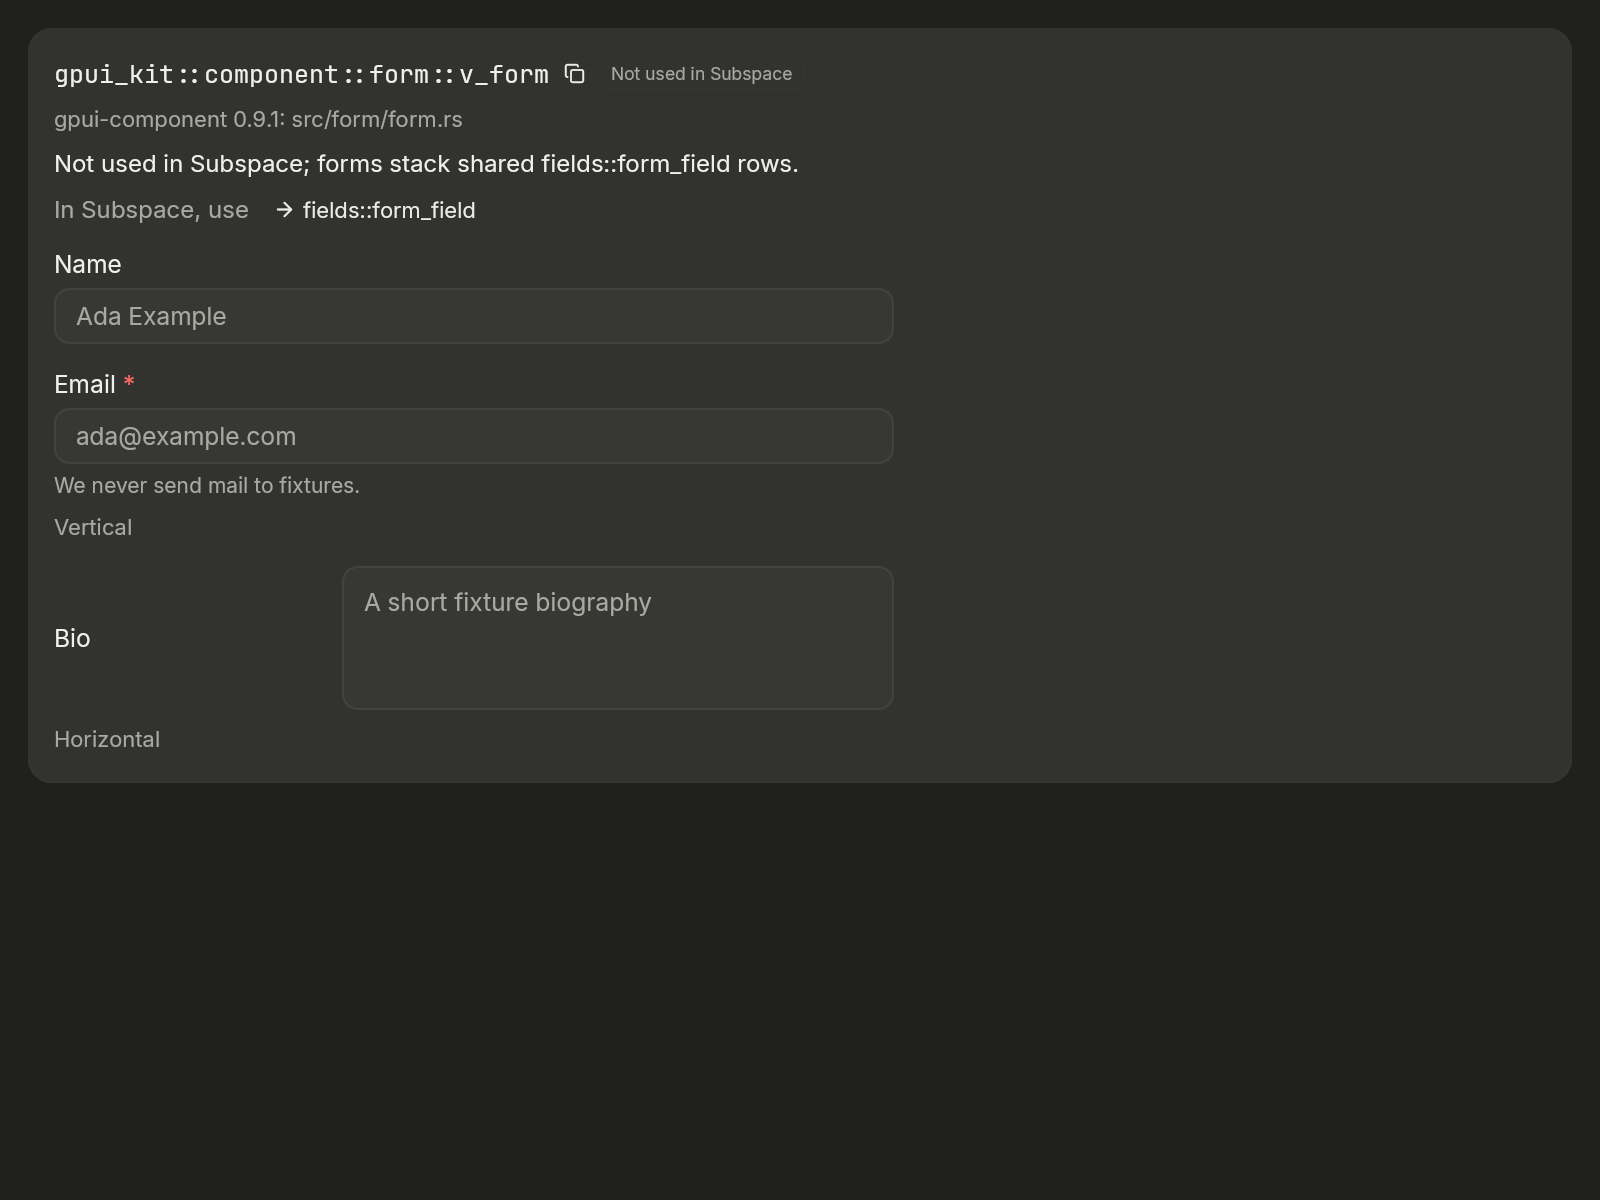 gpui_kit::component::form::v_form Not used in Subspace
gpui-component 0.9.1: src/form/form.rs
Not used in Subspace; forms stack shared fields::form_field rows.
In Subspace, use → fields::form_field
Name
Ada Example
Email *
ada@example.com
We never send mail to fixtures.
Vertical
A short fixture biography
Bio
Horizontal